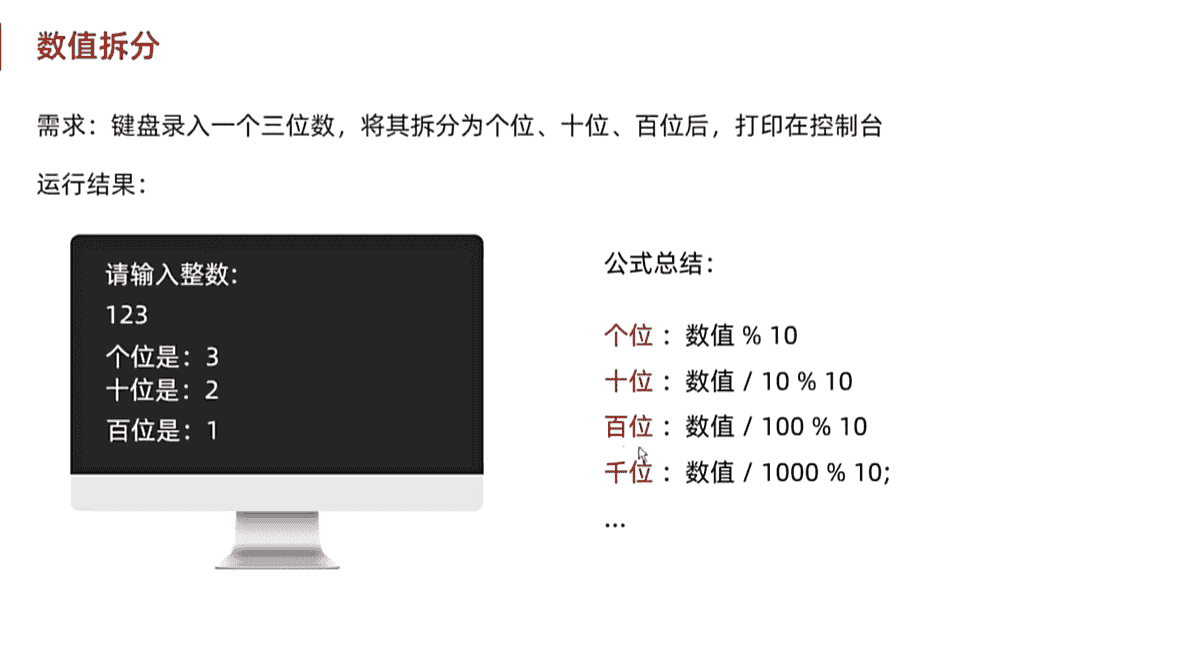 数值拆分
需求：键盘录入一个三位数，将其拆分为个位、十位、百位后，打印在控制台
运行结果：
请输入整数：
123
个位是：3
十位是：2
百位是：1
公式总结：
个位 ：数值 % 10
十位 ：数值 / 10 % 10
百位 ：数值 / 100 % 10
千位 ：数值 / 1000 % 10;
...